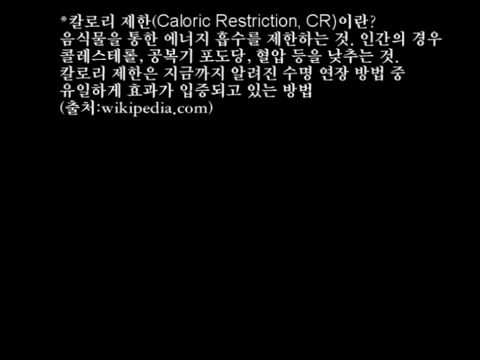 *칼로리 제한(Caloric Restriction, CR)이란?
음식물을 통한 에너지 흡수를 제한하는 것. 인간의 경우
콜레스테롤, 공복기 포도당, 혈압 등을 낮추는 것.
칼로리 제한은 지금까지 알려진 수명 연장 방법 중
유일하게 효과가 입증되고 있는 방법
(출처:wikipedia.com)